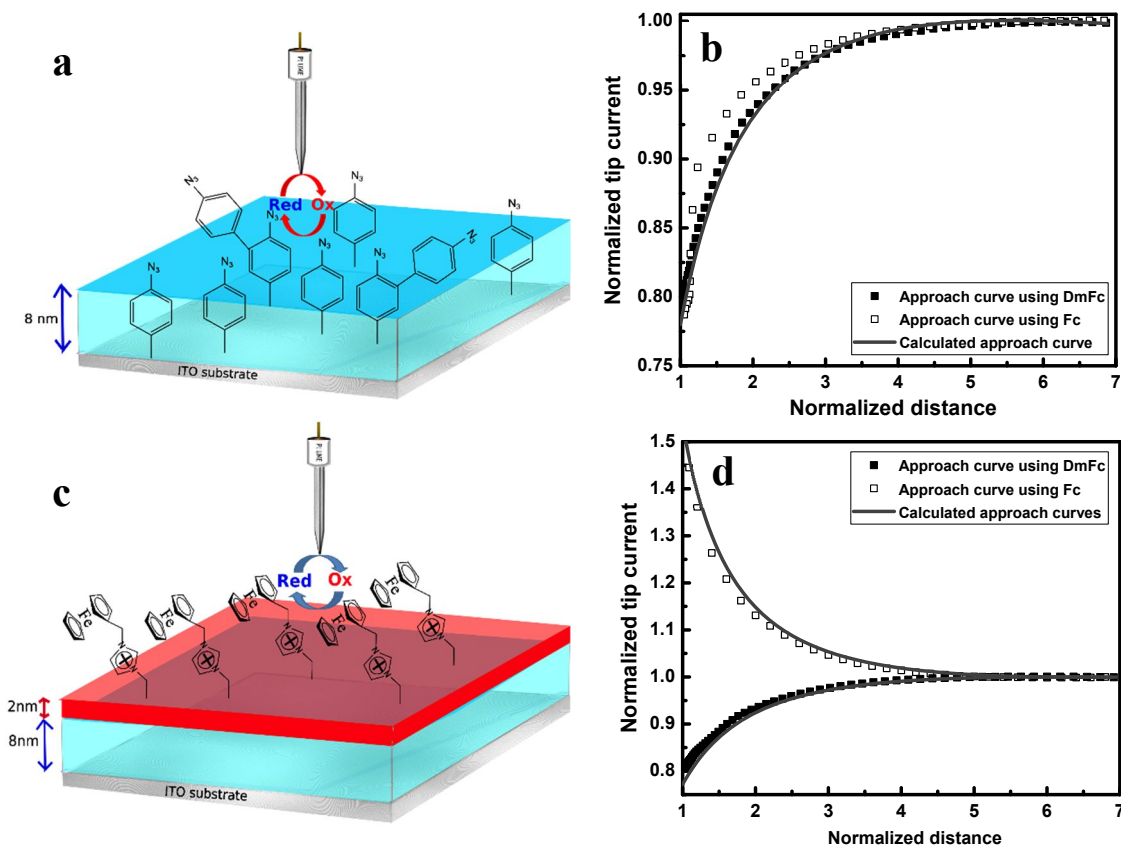 a
PLUME
N3
N3
Red Ox
N3
N3
N3
N3
N3
N3
8 nm
ITO substrate
b
1.00
0.95
0.90
0.85
0.80
0.75
Normalized tip current
Approach curve using DmFc
Approach curve using Fc
Calculated approach curve
1 2 3 4 5 6 7
Normalized distance
c
PLUME
Red Ox
Fe
Fe
Fe
Fe
Fe
N
N
N
N
N
N
N
N
N
N
2nm
8nm
ITO substrate
d
1.5
1.4
1.3
1.2
1.1
1.0
0.9
0.8
Normalized tip current
Approach curve using DmFc
Approach curve using Fc
Calculated approach curves
1 2 3 4 5 6 7
Normalized distance